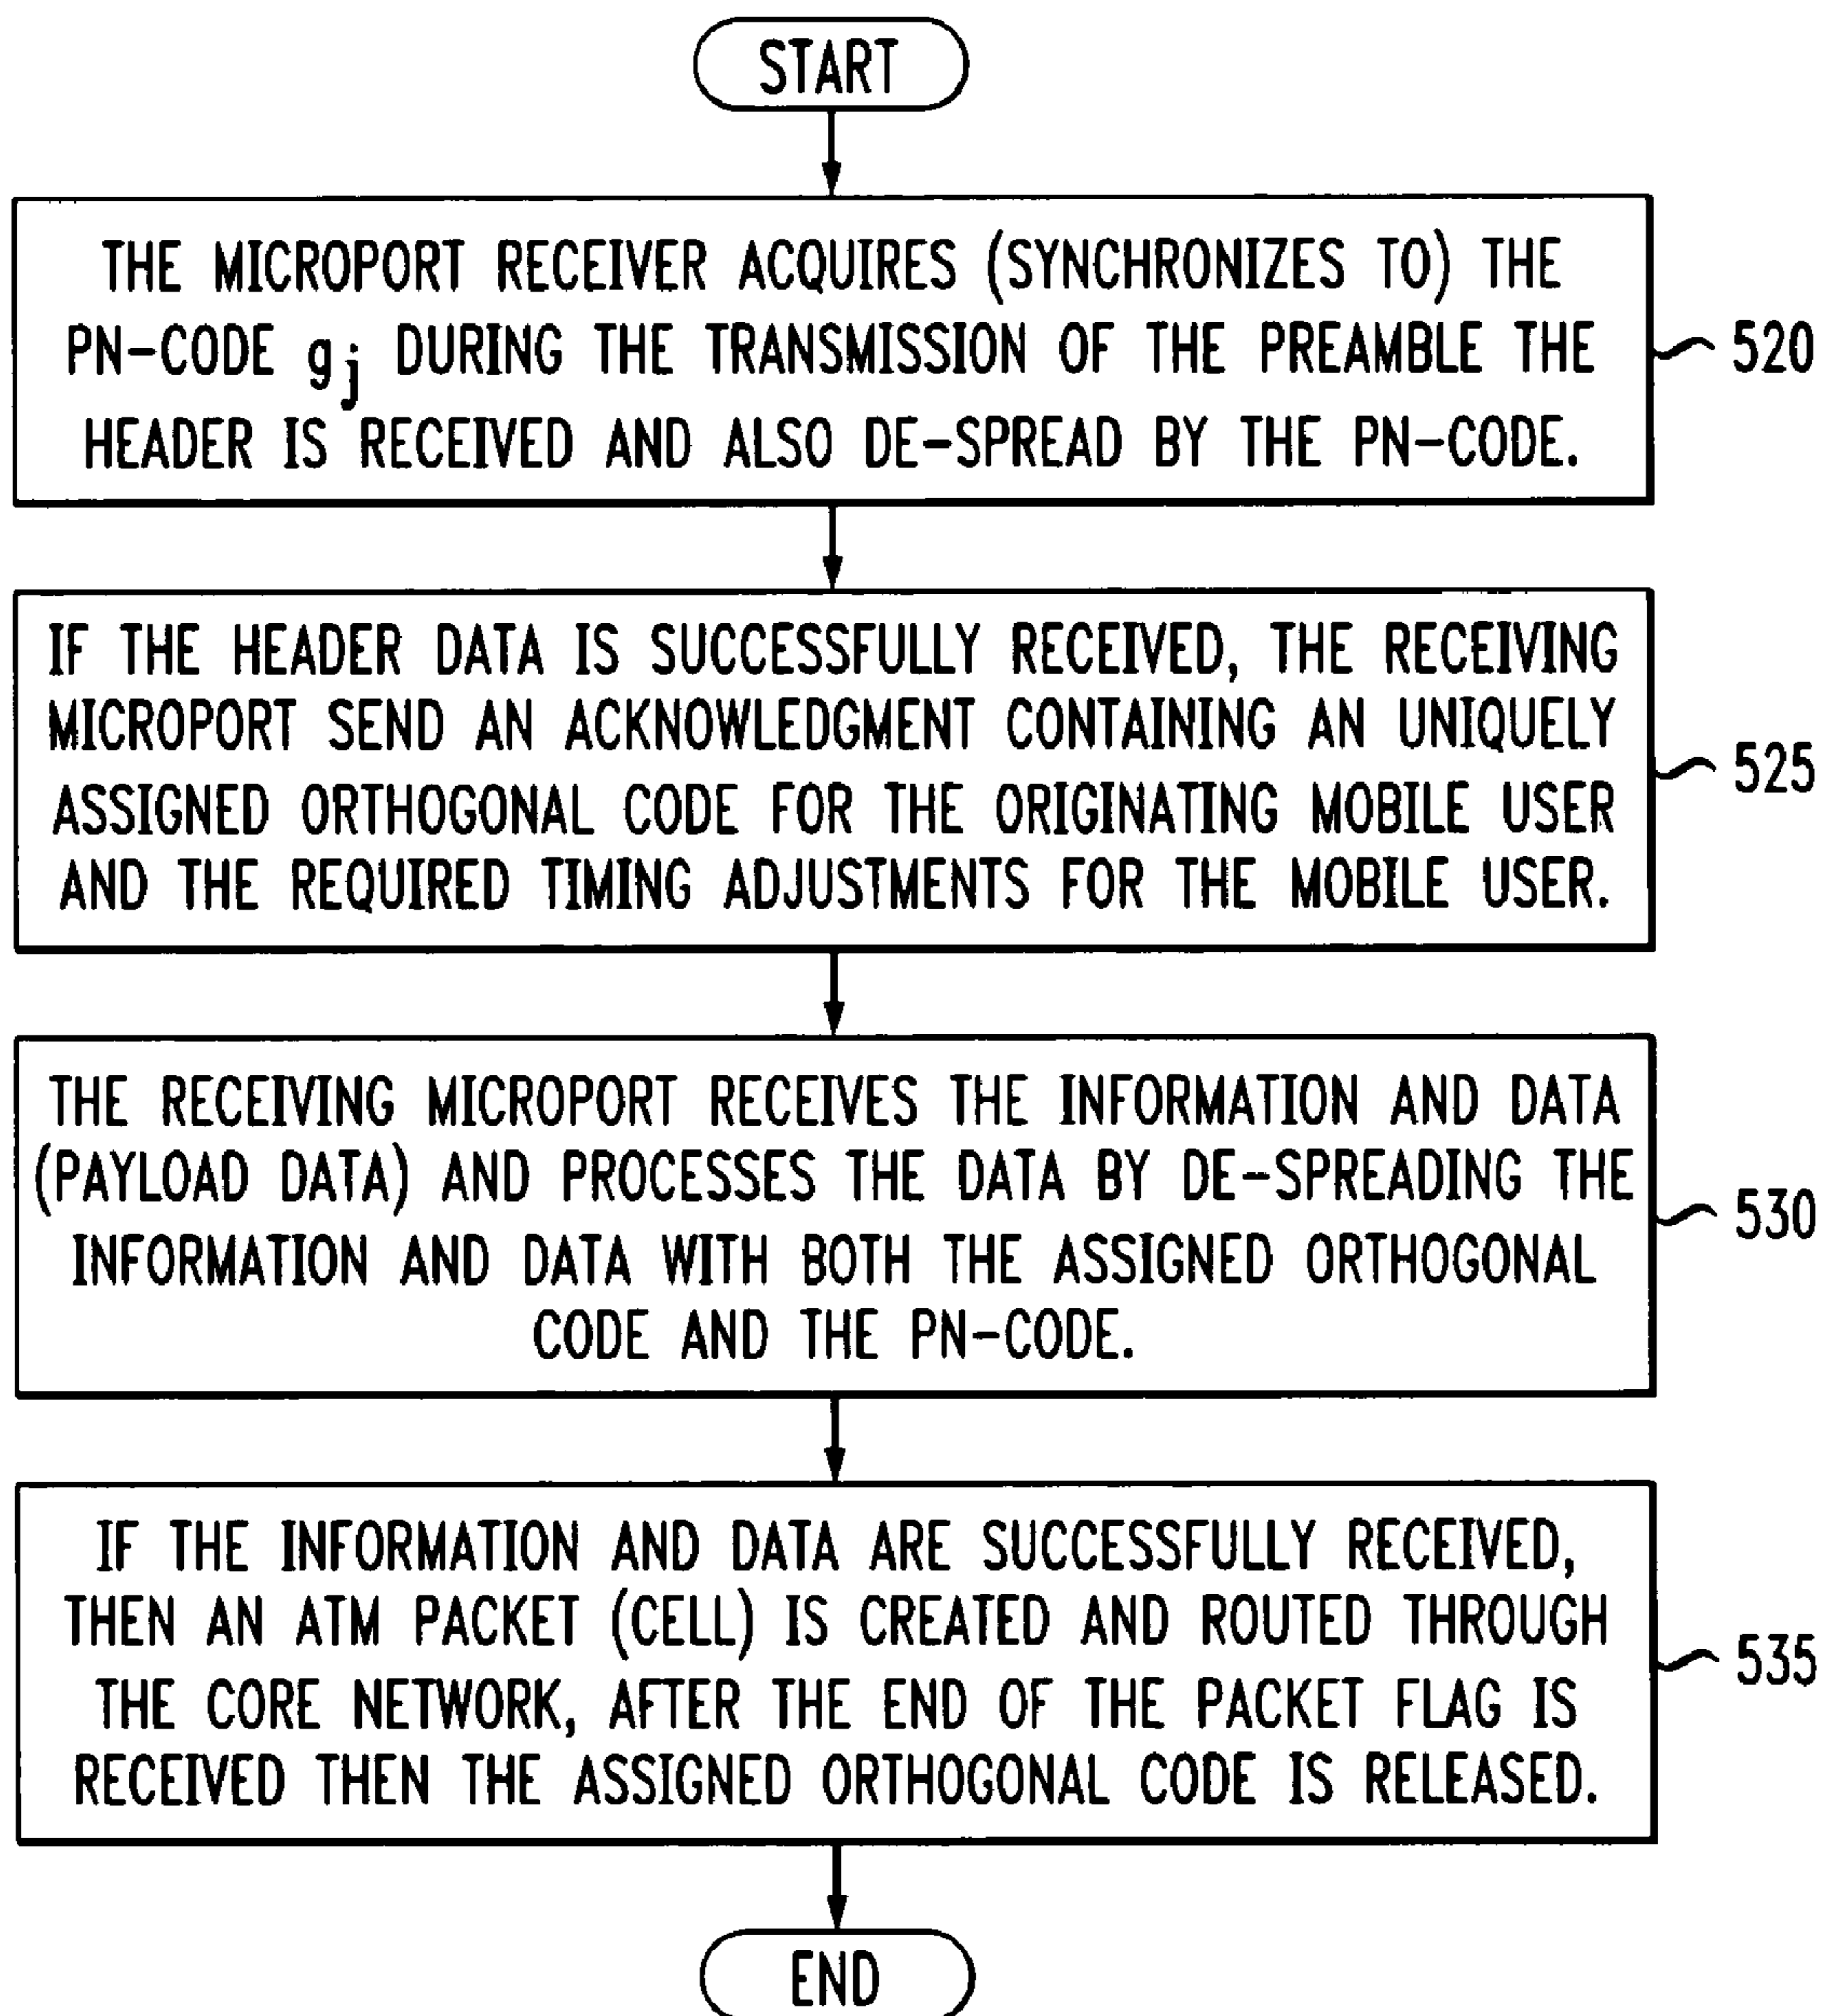 START
THE MICROPORT RECEIVER ACQUIRES (SYNCHRONIZES TO) THE
PN-CODE gj DURING THE TRANSMISSION OF THE PREAMBLE THE
HEADER IS RECEIVED AND ALSO DE-SPREAD BY THE PN-CODE.
520
IF THE HEADER DATA IS SUCCESSFULLY RECEIVED, THE RECEIVING
MICROPORT SEND AN ACKNOWLEDGMENT CONTAINING AN UNIQUELY
ASSIGNED ORTHOGONAL CODE FOR THE ORIGINATING MOBILE USER
AND THE REQUIRED TIMING ADJUSTMENTS FOR THE MOBILE USER.
525
THE RECEIVING MICROPORT RECEIVES THE INFORMATION AND DATA
(PAYLOAD DATA) AND PROCESSES THE DATA BY DE-SPREADING THE
INFORMATION AND DATA WITH BOTH THE ASSIGNED ORTHOGONAL
CODE AND THE PN-CODE.
530
IF THE INFORMATION AND DATA ARE SUCCESSFULLY RECEIVED,
THEN AN ATM PACKET (CELL) IS CREATED AND ROUTED THROUGH
THE CORE NETWORK, AFTER THE END OF THE PACKET FLAG IS
RECEIVED THEN THE ASSIGNED ORTHOGONAL CODE IS RELEASED.
535
END